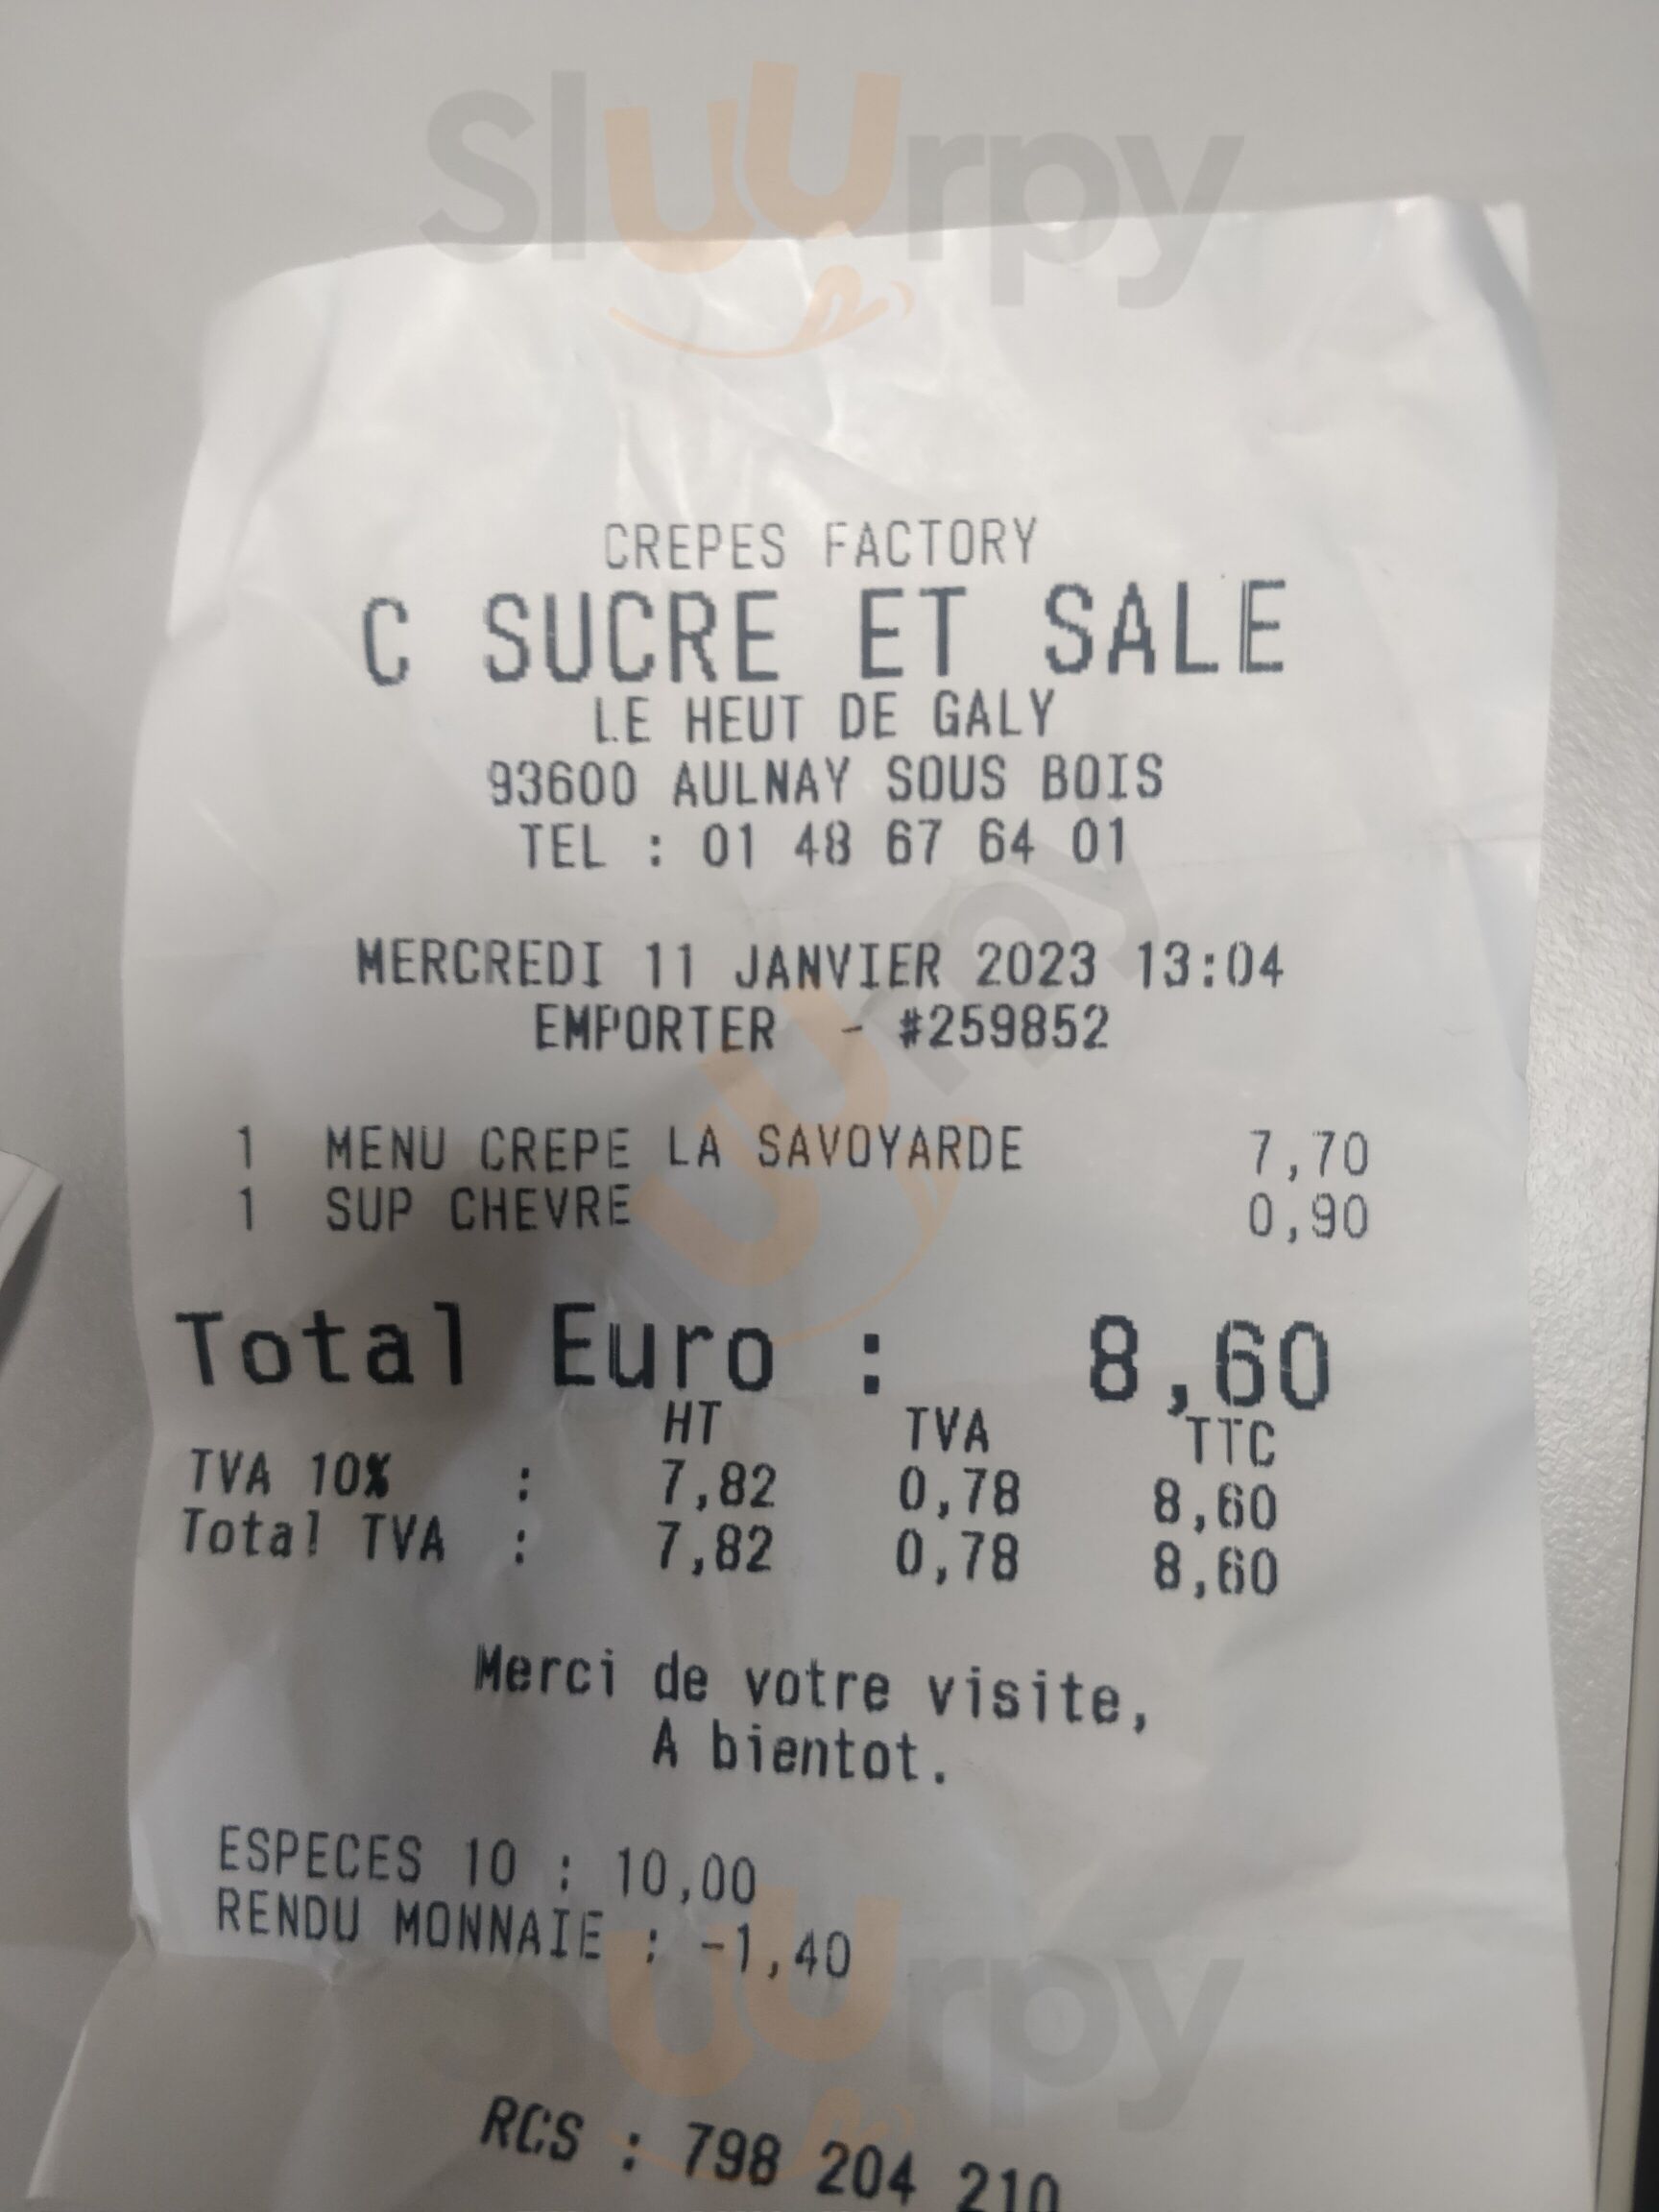 Sluurpy
CREPES FACTORY
C SUCRE ET SALE
LE HEUT DE GALY
93600 AULNAY SOUS BOIS
TEL : 01 48 67 64 01
MERCREDI 11 JANVIER 2023 13:04
EMPORTER - #259852
1 MENU CREPE LA SAVOYARDE 7,70
1 SUP CHEVRE 0,90
Sluurpy
Total Euro : 8,60
HT TVA TTC
TVA 10% : 7,82 0,78 8,60
Total TVA : 7,82 0,78 8,60
Merci de votre visite,
A bientot.
ESPECES 10 : 10,00
RENDU MONNAIE : -1,40
Sluurpy
RCS : 798 204 210